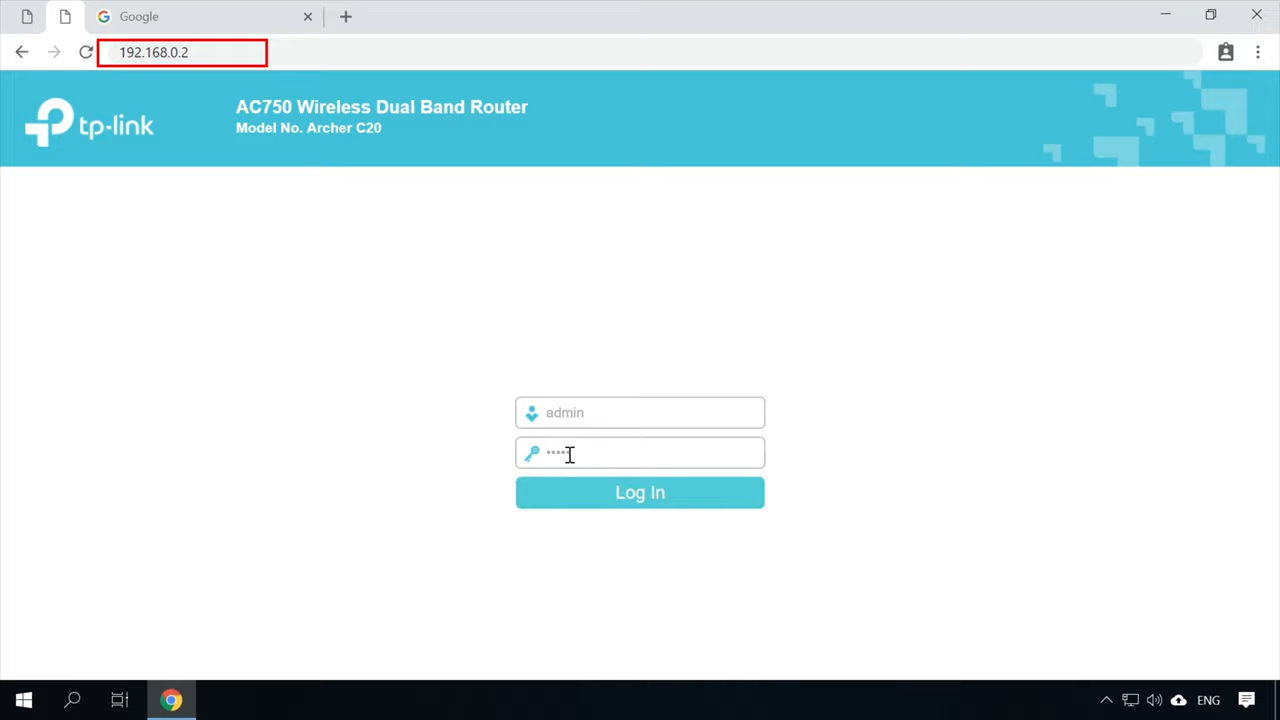 Google
192.168.0.2
tp-link
AC750 Wireless Dual Band Router
Model No. Archer C20
admin
•••••
Log In
ENG